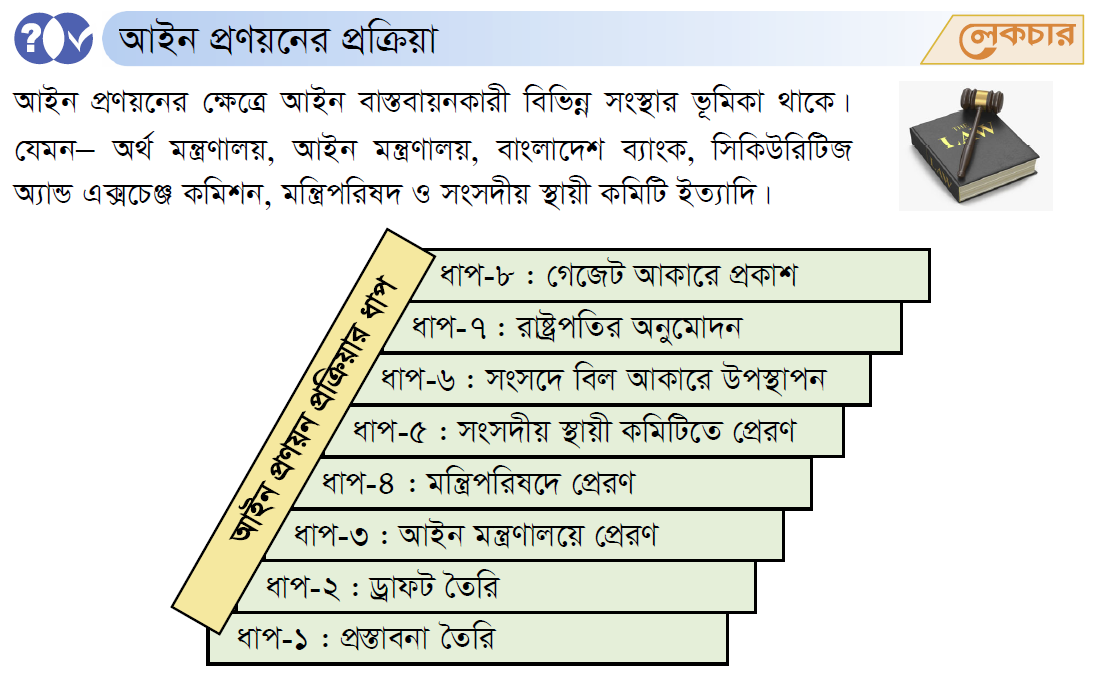 আইন প্রণয়নের প্রক্রিয়া
লেকচার
আইন প্রণয়নের ক্ষেত্রে আইন বাস্তবায়নকারী বিভিন্ন সংস্থার ভূমিকা থাকে।
যেমন– অর্থ মন্ত্রণালয়, আইন মন্ত্রণালয়, বাংলাদেশ ব্যাংক, সিকিউরিটিজ
অ্যান্ড এক্সচেঞ্জ কমিশন, মন্ত্রিপরিষদ ও সংসদীয় স্থায়ী কমিটি ইত্যাদি।
THE
LAW
LAW
আইন প্রণয়ন প্রক্রিয়ার ধাপ
ধাপ-৮ : গেজেট আকারে প্রকাশ
ধাপ-৭ : রাষ্ট্রপতির অনুমোদন
ধাপ-৬ : সংসদে বিল আকারে উপস্থাপন
ধাপ-৫ : সংসদীয় স্থায়ী কমিটিতে প্রেরণ
ধাপ-৪ : মন্ত্রিপরিষদে প্রেরণ
ধাপ-৩ : আইন মন্ত্রণালয়ে প্রেরণ
ধাপ-২ : ড্রাফট তৈরি
ধাপ-১ : প্রস্তাবনা তৈরি